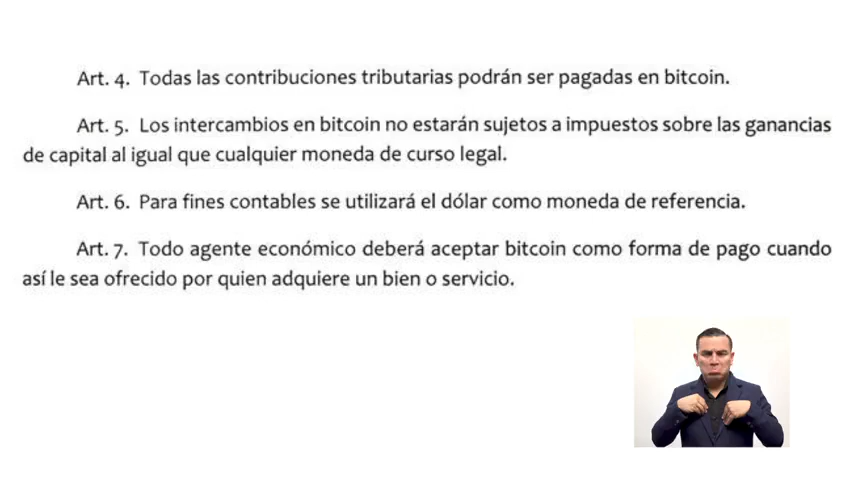 Art. 4. Todas las contribuciones tributarias podrán ser pagadas en bitcoin.
Art. 5. Los intercambios en bitcoin no estarán sujetos a impuestos sobre las ganancias
de capital al igual que cualquier moneda de curso legal.
Art. 6. Para fines contables se utilizará el dólar como moneda de referencia.
Art. 7. Todo agente económico deberá aceptar bitcoin como forma de pago cuando
así le sea ofrecido por quien adquiere un bien o servicio.